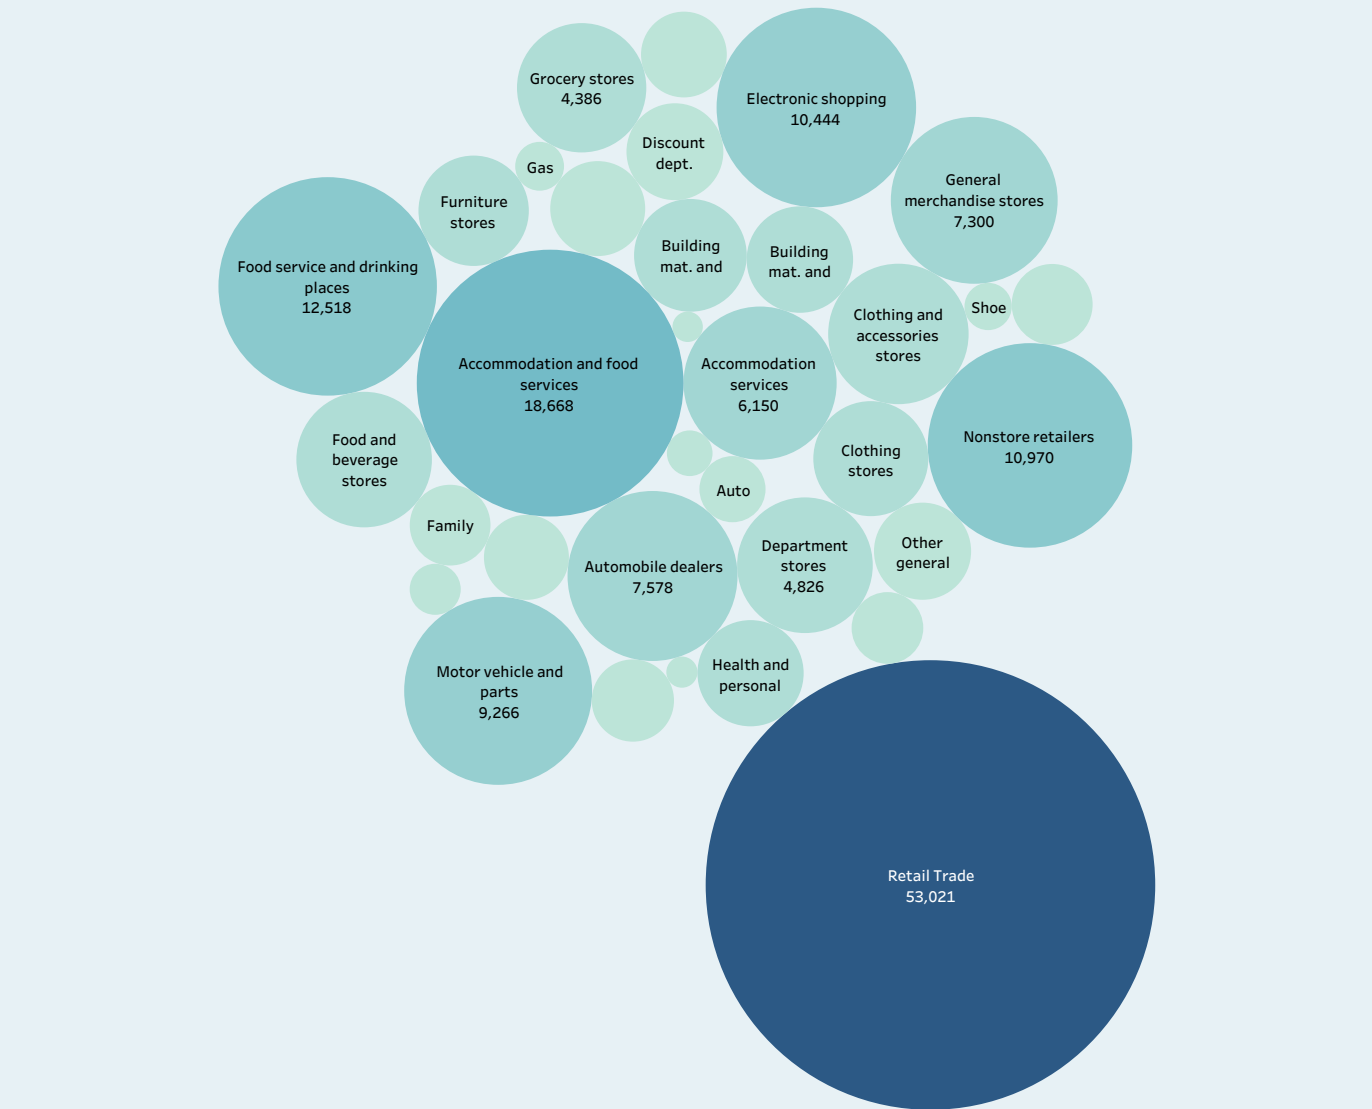 Grocery stores
4,386
Electronic shopping
10,444
Discount
dept.
Gas
General
merchandise stores
7,300
Furniture
stores
Building
mat. and
Building
mat. and
Food service and drinking
places
12,518
Shoe
Clothing and
accessories
stores
Accommodation and food
services
18,668
Accommodation
services
6,150
Food and
beverage
stores
Clothing
stores
Nonstore retailers
10,970
Auto
Family
Automobile dealers
7,578
Department
stores
4,826
Other
general
Motor vehicle and
parts
9,266
Health and
personal
Retail Trade
53,021